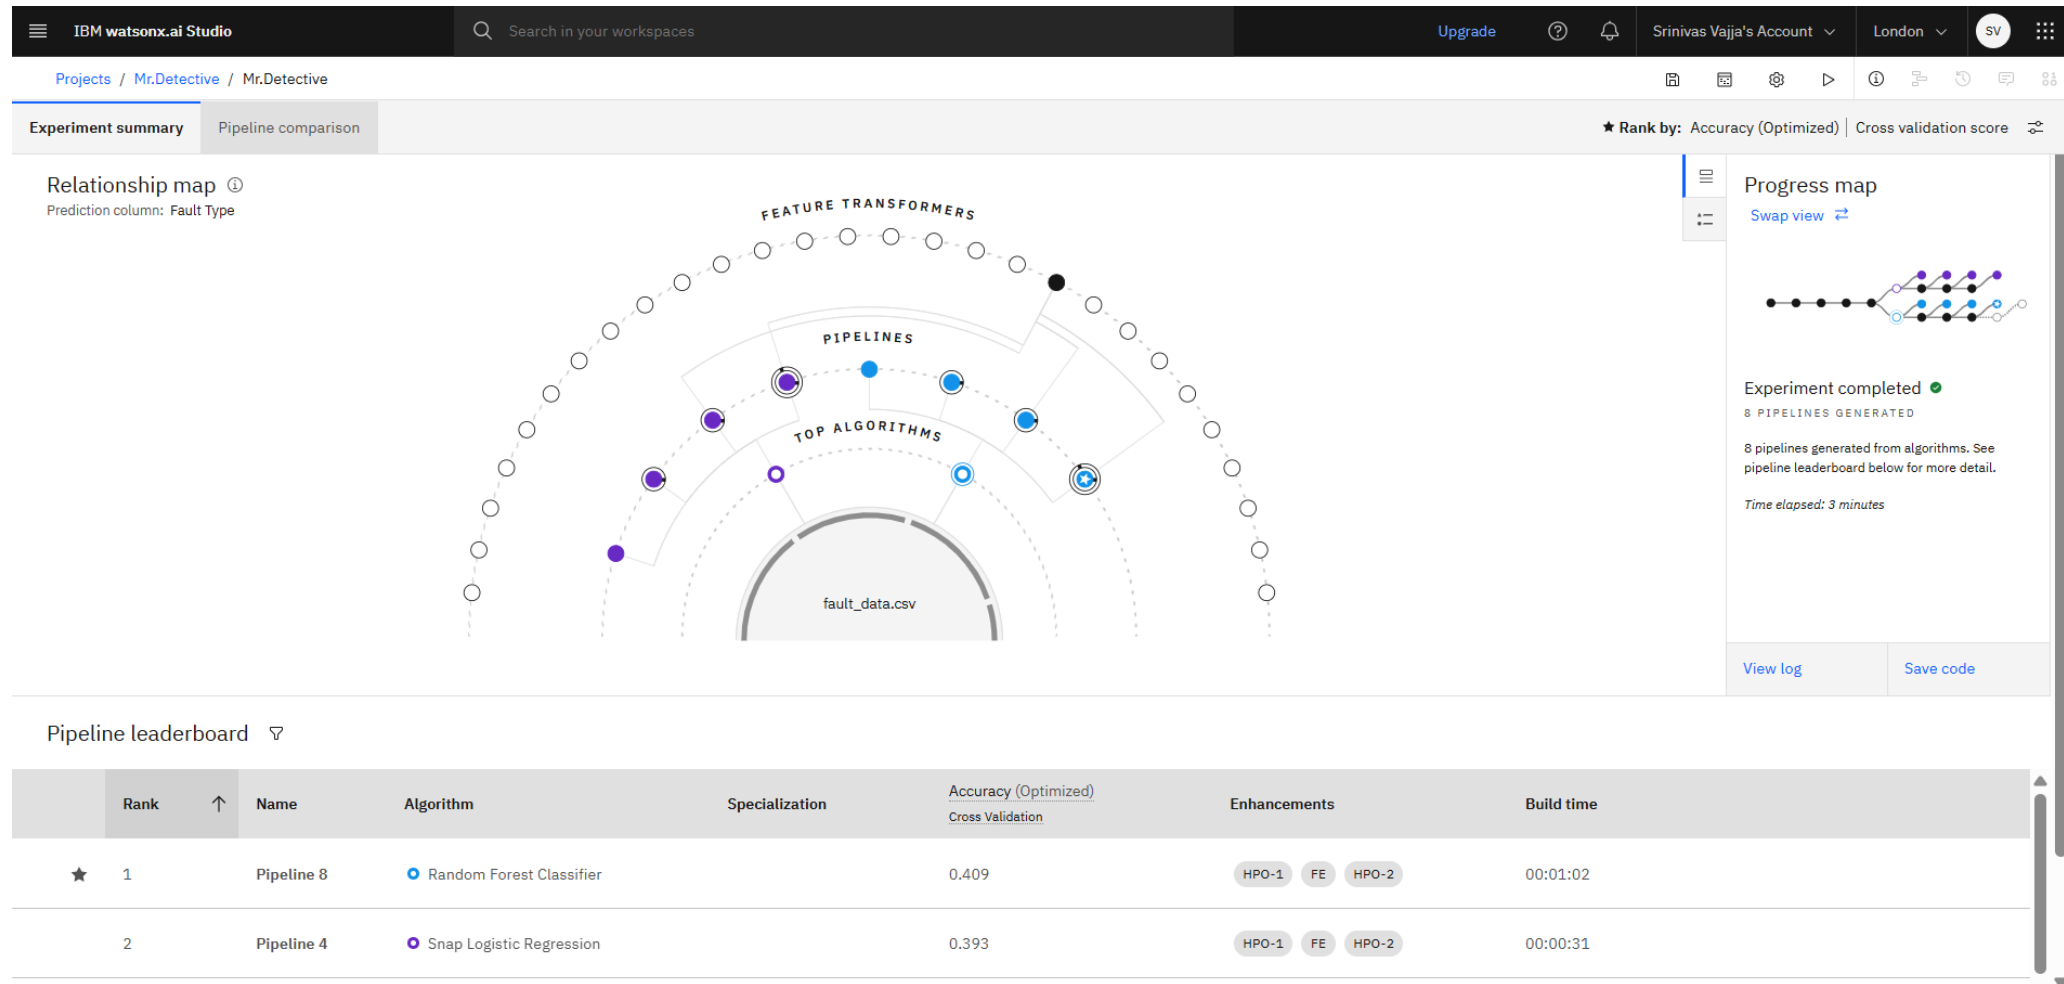 IBM watsonx.ai Studio
Search in your workspaces
Upgrade
Srinivas Vajja's Account
London
SV
Projects / Mr.Detective / Mr.Detective
Experiment summary
Pipeline comparison
Rank by: Accuracy (Optimized) | Cross validation score
Relationship map
Prediction column: Fault Type
FEATURE TRANSFORMERS
PIPELINES
TOP ALGORITHMS
fault_data.csv
Progress map
Swap view
Experiment completed
8 PIPELINES GENERATED
8 pipelines generated from algorithms. See
pipeline leaderboard below for more detail.
Time elapsed: 3 minutes
View log
Save code
Pipeline leaderboard
Rank Name Algorithm Specialization Accuracy (Optimized) Enhancements Build time
Cross Validation
1 Pipeline 8 Random Forest Classifier 0.409 HPO-1 FE HPO-2 00:01:02
2 Pipeline 4 Snap Logistic Regression 0.393 HPO-1 FE HPO-2 00:00:31